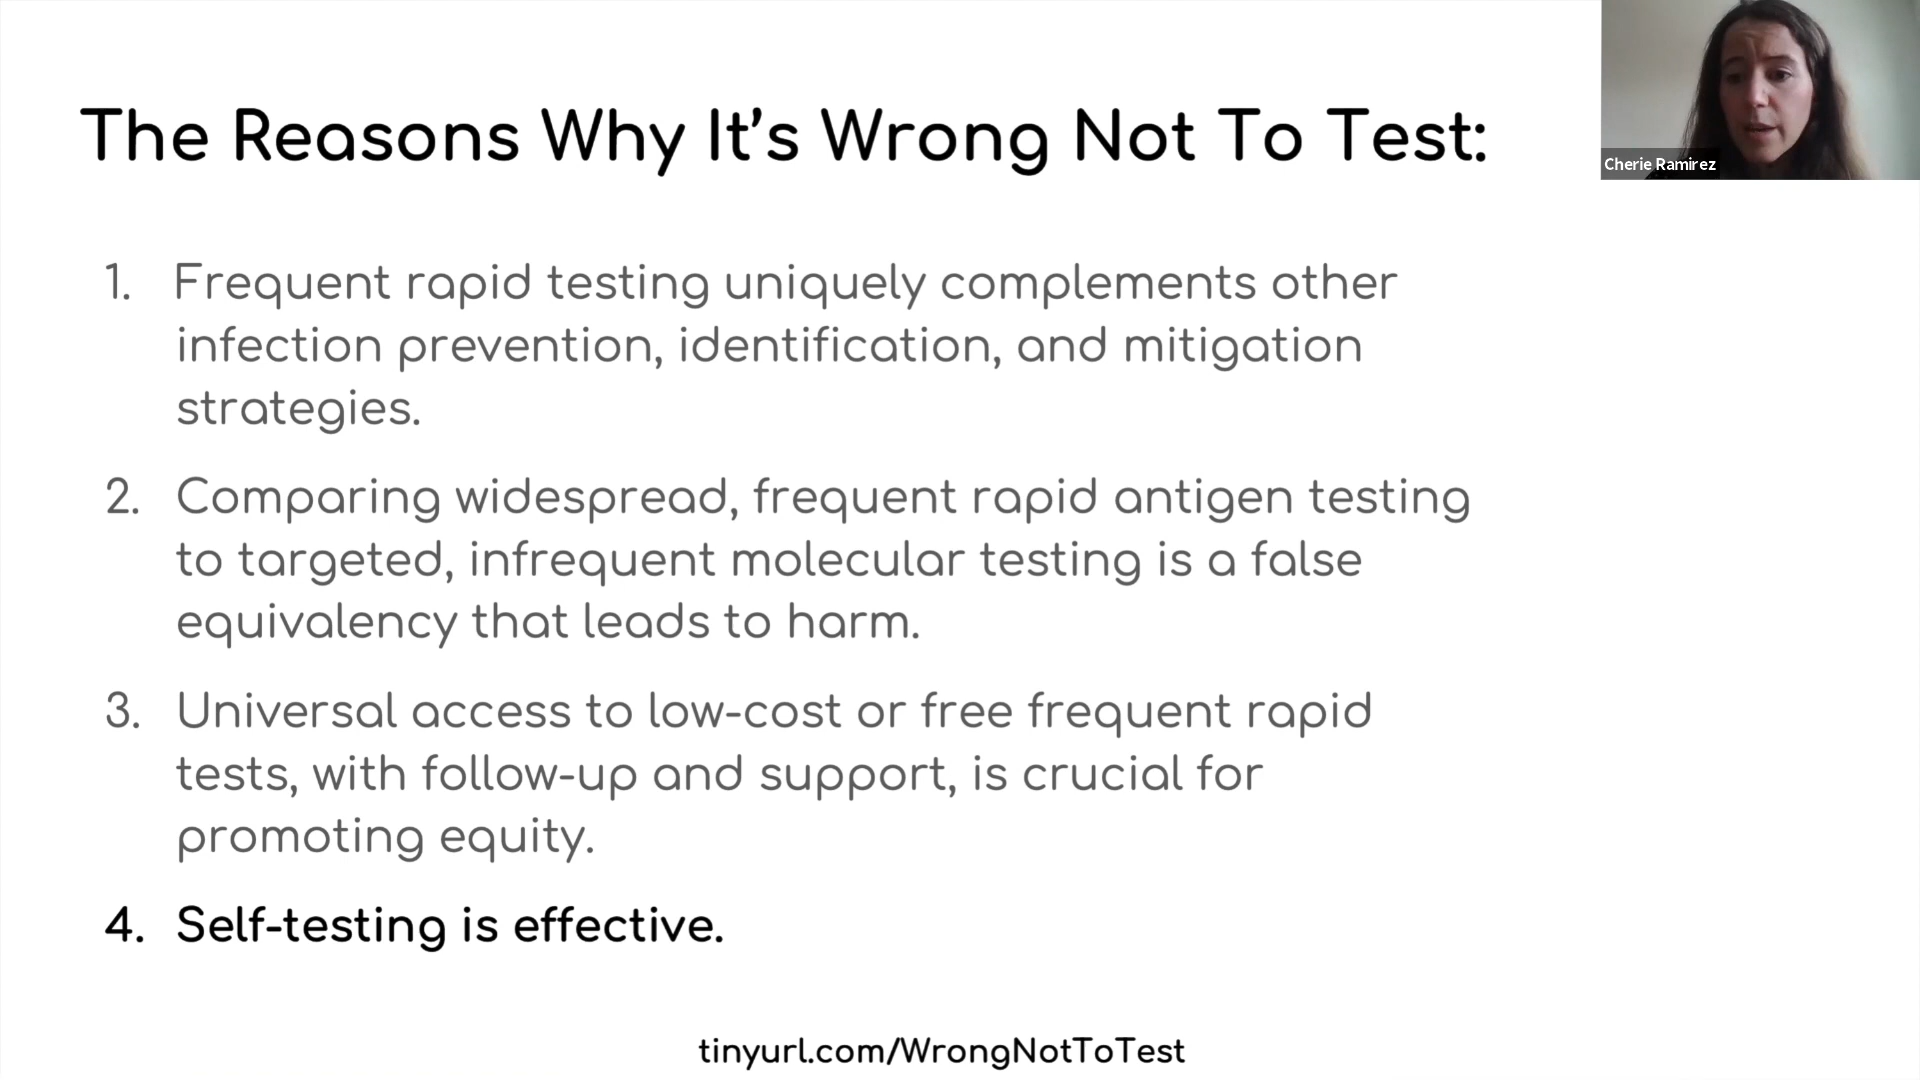 The Reasons Why It’s Wrong Not To Test:
Cherie Ramirez
1. Frequent rapid testing uniquely complements other
infection prevention, identification, and mitigation
strategies.
2. Comparing widespread, frequent rapid antigen testing
to targeted, infrequent molecular testing is a false
equivalency that leads to harm.
3. Universal access to low-cost or free frequent rapid
tests, with follow-up and support, is crucial for
promoting equity.
4. Self-testing is effective.
tinyurl.com/WrongNotToTest